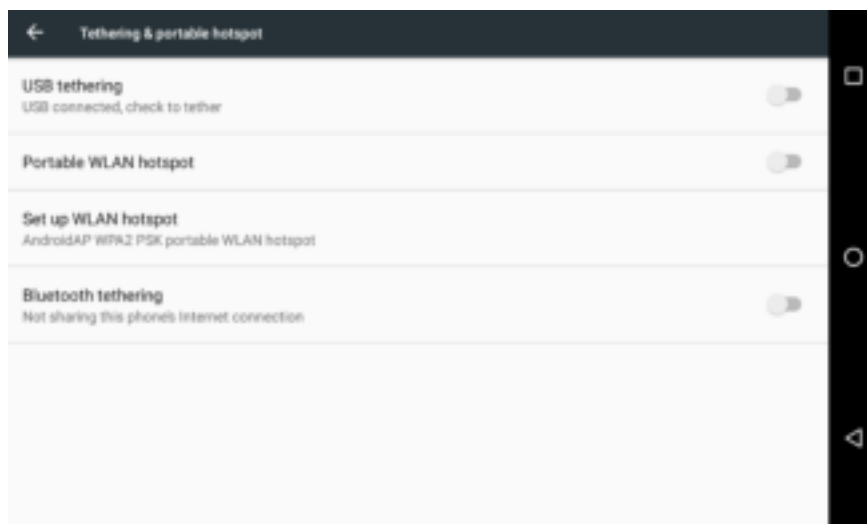 Tethering & portable hotspot
USB tethering
USB connected, check to tether
Portable WLAN hotspot
Set up WLAN hotspot
AndroidAP WPA2 PSK portable WLAN hotspot
Bluetooth tethering
Not sharing this phone's Internet connection